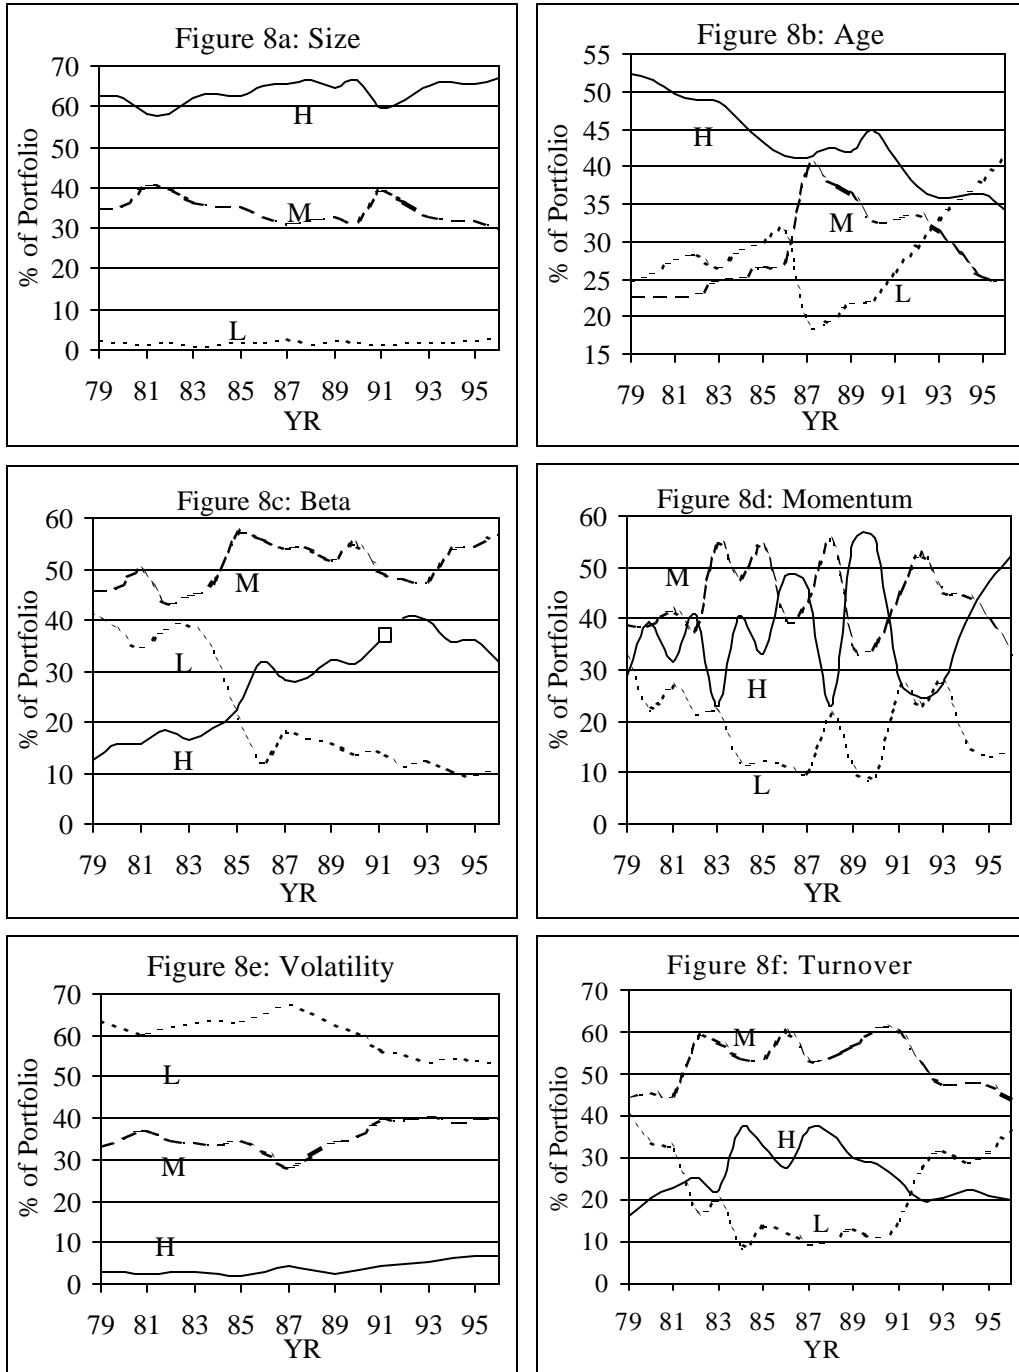 Figure 8a: Size
% of Portfolio
70
60
50
40
30
20
10
0
H
M
L
79 81 83 85 87 89 91 93 95
YR
Figure 8b: Age
% of Portfolio
55
50
45
40
35
30
25
20
15
H
M
L
79 81 83 85 87 89 91 93 95
YR
Figure 8c: Beta
% of Portfolio
60
50
40
30
20
10
0
M
L
H
79 81 83 85 87 89 91 93 95
YR
Figure 8d: Momentum
% of Portfolio
60
50
40
30
20
10
0
M
H
L
79 81 83 85 87 89 91 93 95
YR
Figure 8e: Volatility
% of Portfolio
70
60
50
40
30
20
10
0
L
M
H
79 81 83 85 87 89 91 93 95
YR
Figure 8f: Turnover
% of Portfolio
70
60
50
40
30
20
10
0
M
H
L
79 81 83 85 87 89 91 93 95
YR